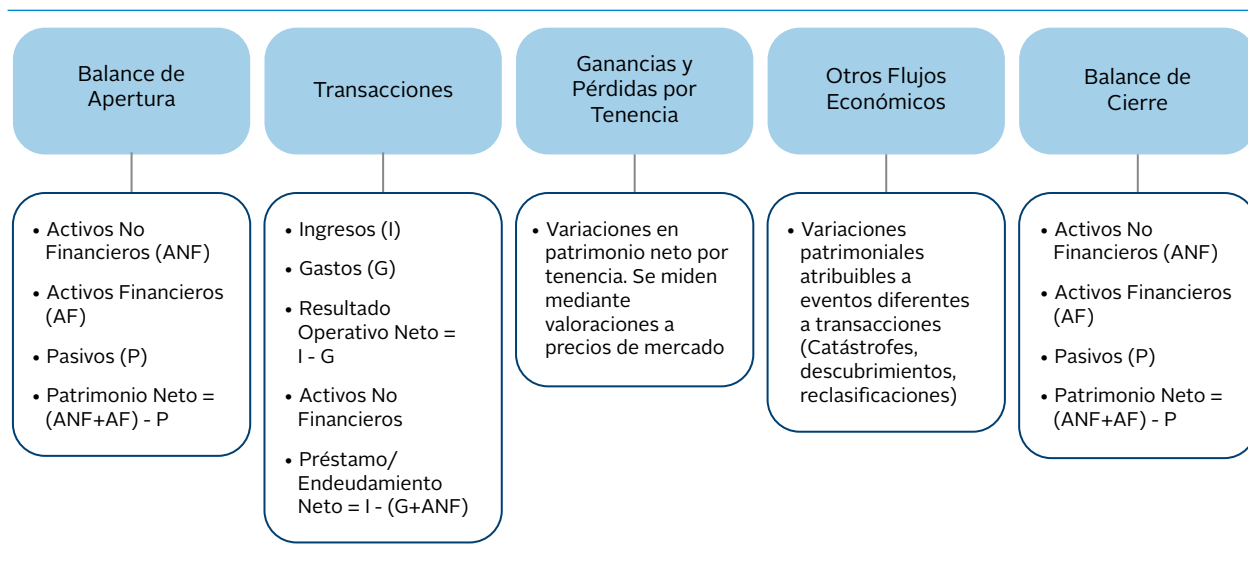 Balance de
Apertura
Transacciones
Ganancias y
Pérdidas por
Tenencia
Otros Flujos
Económicos
Balance de
Cierre
• Activos No
Financieros (ANF)
• Activos Financieros
(AF)
• Pasivos (P)
• Patrimonio Neto =
(ANF+AF) - P
• Ingresos (I)
• Gastos (G)
• Resultado
Operativo Neto =
I - G
• Activos No
Financieros
• Préstamo/
Endeudamiento
Neto = I - (G+ANF)
• Variaciones en
patrimonio neto por
tenencia. Se miden
mediante
valoraciones a
precios de mercado
• Variaciones
patrimoniales
atribuibles a
eventos diferentes
a transacciones
(Catástrofes,
descubrimientos,
reclasificaciones)
• Activos No
Financieros (ANF)
• Activos Financieros
(AF)
• Pasivos (P)
• Patrimonio Neto =
(ANF+AF) - P